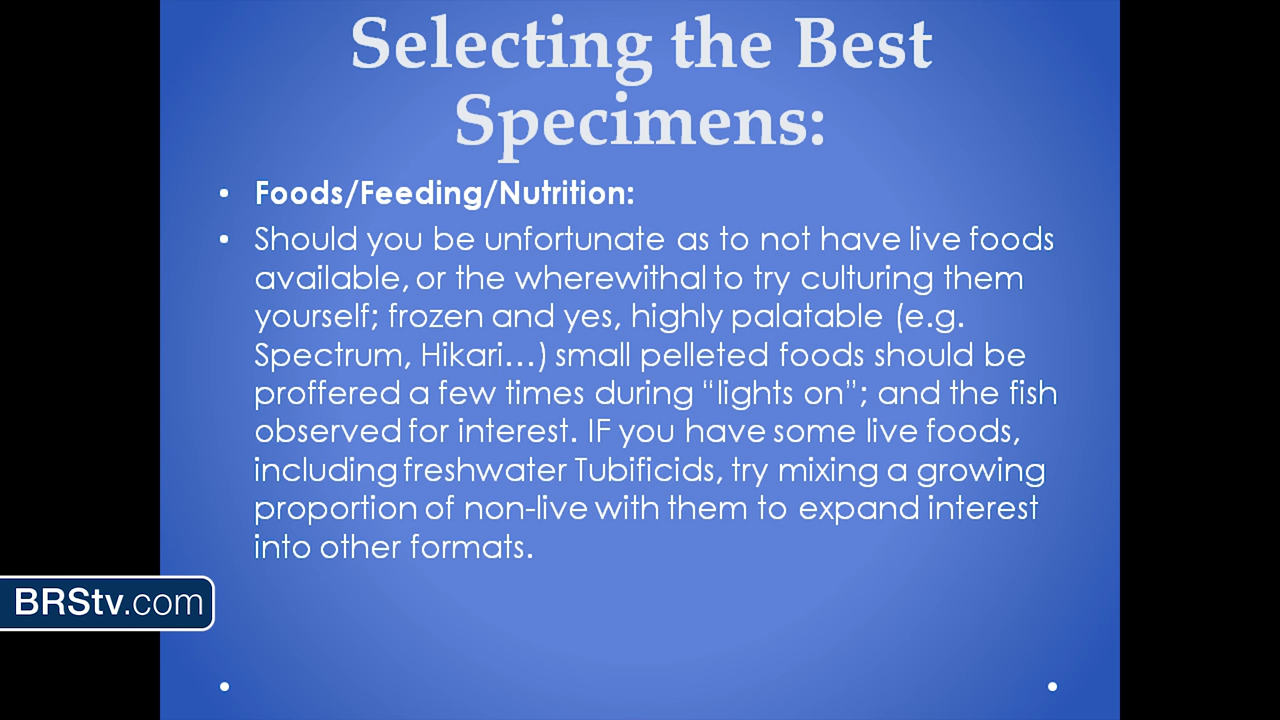 Selecting the Best
Specimens:
• Foods/Feeding/Nutrition:
• Should you be unfortunate as to not have live foods
available, or the wherewithal to try culturing them
yourself; frozen and yes, highly palatable (e.g.
Spectrum, Hikari…) small pelleted foods should be
proffered a few times during “lights on”; and the fish
observed for interest. IF you have some live foods,
including freshwater Tubificids, try mixing a growing
proportion of non-live with them to expand interest
into other formats.
BRStv.com